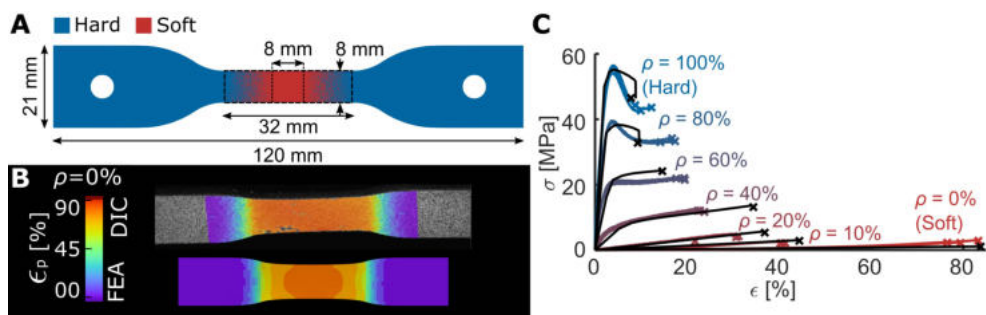 A
Hard Soft
8 mm
8 mm
21 mm
32 mm
120 mm
B
ρ=0%
ϵp [%]
90
45
00
DIC
FEA
C
60
40
20
0
σ [MPa]
ρ = 100%
(Hard)
ρ = 80%
ρ = 60%
ρ = 40%
ρ = 20%
ρ = 10%
ρ = 0%
(Soft)
0 20 40 60 80
ϵ [%]